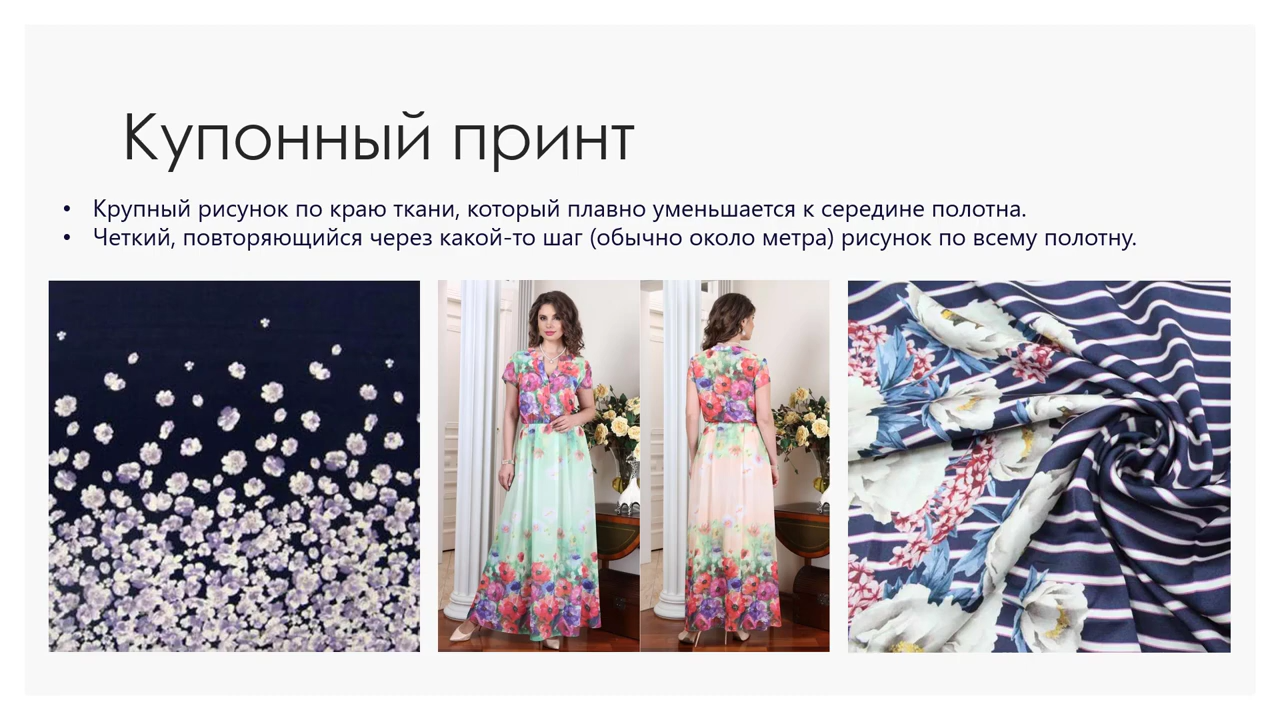 Купонный принт
• Крупный рисунок по краю ткани, который плавно уменьшается к середине полотна.
• Четкий, повторяющийся через какой-то шаг (обычно около метра) рисунок по всему полотну.